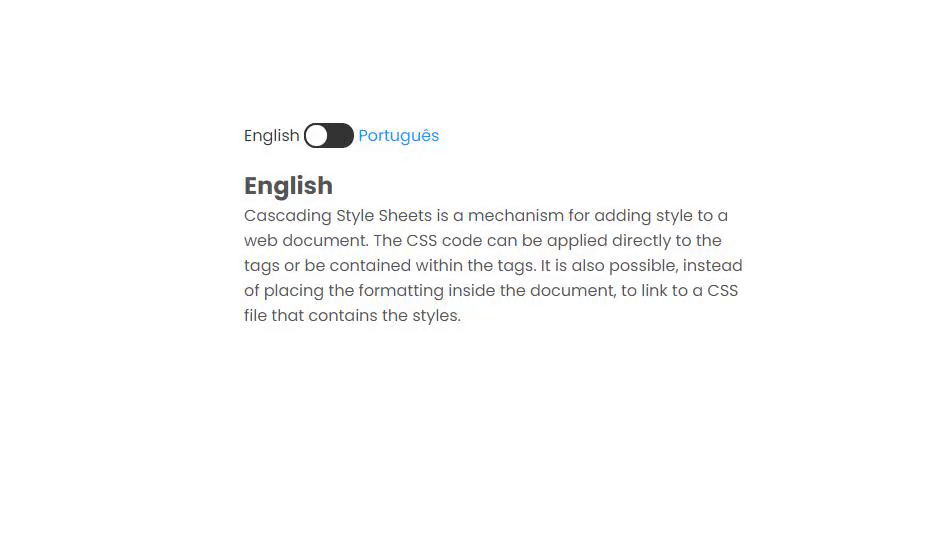 English Português
English
Cascading Style Sheets is a mechanism for adding style to a
web document. The CSS code can be applied directly to the
tags or be contained within the tags. It is also possible, instead
of placing the formatting inside the document, to link to a CSS
file that contains the styles.